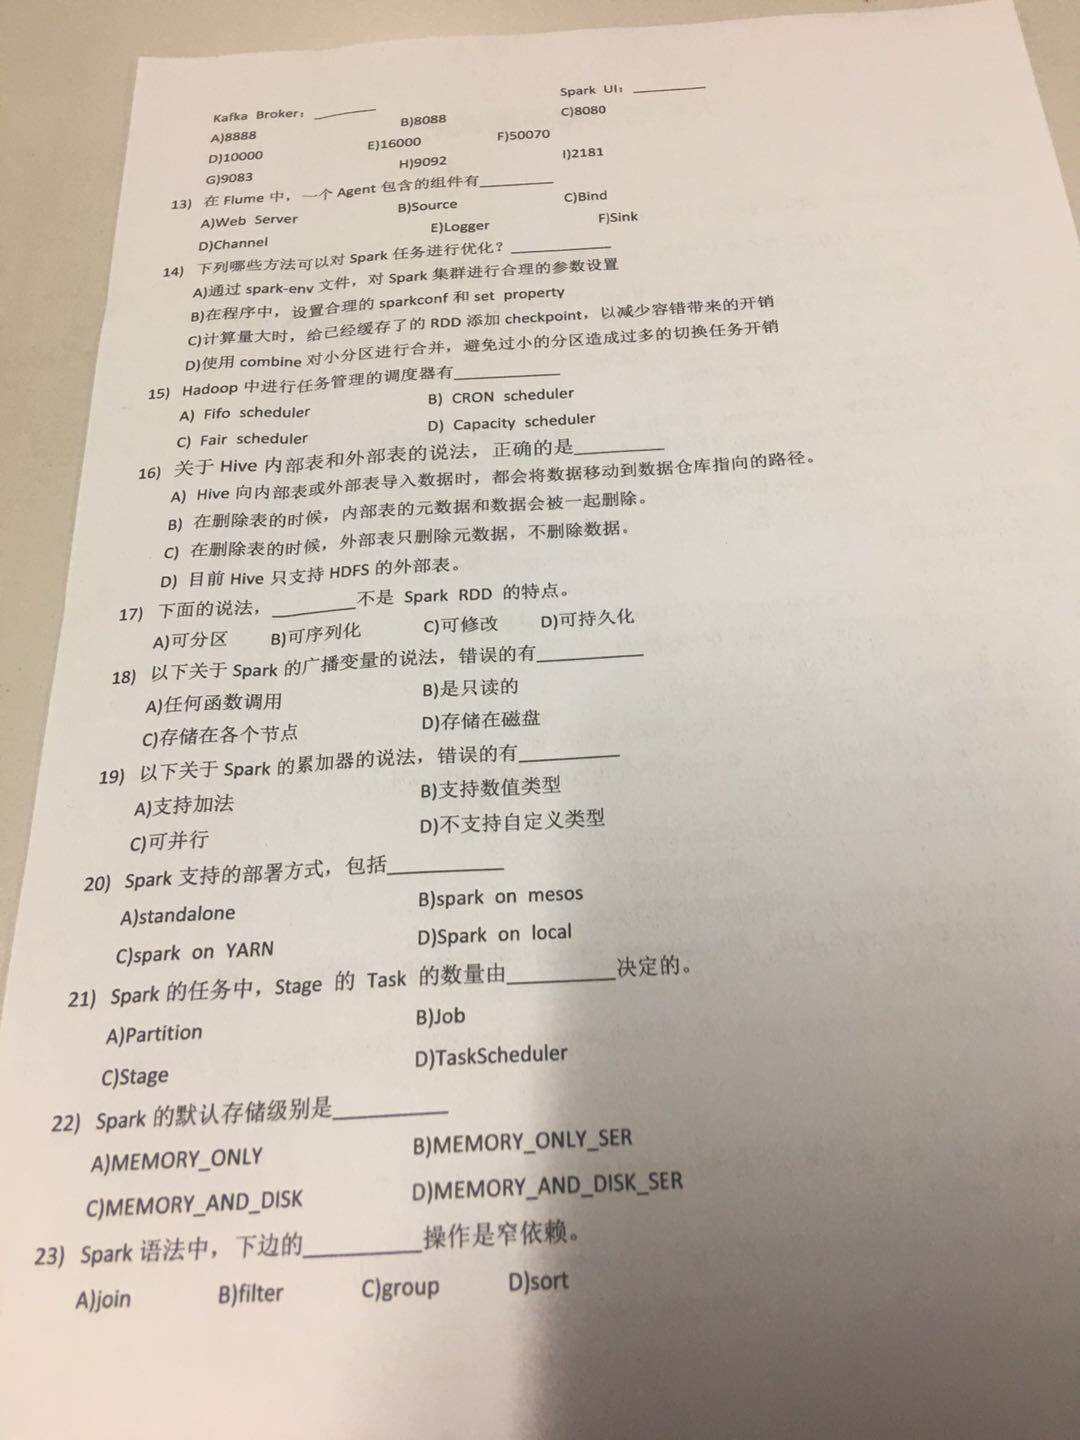 Kafka Broker: ________ Spark UI: ________
A)8888 B)8088 C)8080
D)10000 E)16000 F)50070
G)9083 H)9092 I)2181
13) 在 Flume 中，一个 Agent 包含的组件有________
A)Web Server B)Source C)Bind
D)Channel E)Logger F)Sink
14) 下列哪些方法可以对 Spark 任务进行优化？________
A)通过 spark-env 文件，对 Spark 集群进行合理的参数设置
B)在程序中，设置合理的 sparkconf 和 set property
C)计算量大时，给已经缓存了的 RDD 添加 checkpoint，以减少容错带来的开销
D)使用 combine 对小分区进行合并，避免过小的分区造成过多的切换任务开销
15) Hadoop 中进行任务管理的调度器有________
A) Fifo scheduler B) CRON scheduler
C) Fair scheduler D) Capacity scheduler
16) 关于 Hive 内部表和外部表的说法，正确的是________
A) Hive 向内部表或外部表导入数据时，都会将数据移动到数据仓库指向的路径。
B) 在删除表的时候，内部表的元数据和数据会被一起删除。
C) 在删除表的时候，外部表只删除元数据，不删除数据。
D) 目前 Hive 只支持 HDFS 的外部表。
17) 下面的说法，________不是 Spark RDD 的特点。
A)可分区 B)可序列化 C)可修改 D)可持久化
18) 以下关于 Spark 的广播变量的说法，错误的有________
A)任何函数调用 B)是只读的
C)存储在各个节点 D)存储在磁盘
19) 以下关于 Spark 的累加器的说法，错误的有________
A)支持加法 B)支持数值类型
C)可并行 D)不支持自定义类型
20) Spark 支持的部署方式，包括________
A)standalone B)spark on mesos
C)spark on YARN D)Spark on local
21) Spark 的任务中，Stage 的 Task 的数量由________决定的。
A)Partition B)Job
C)Stage D)TaskScheduler
22) Spark 的默认存储级别是________
A)MEMORY_ONLY B)MEMORY_ONLY_SER
C)MEMORY_AND_DISK D)MEMORY_AND_DISK_SER
23) Spark 语法中，下边的________操作是窄依赖。
A)join B)filter C)group D)sort